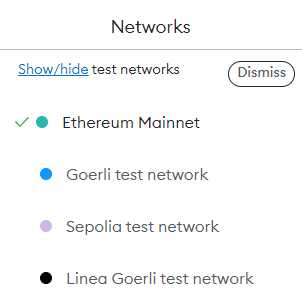 Networks
Show/hide test networks
Dismiss
Ethereum Mainnet
Goerli test network
Sepolia test network
Linea Goerli test network